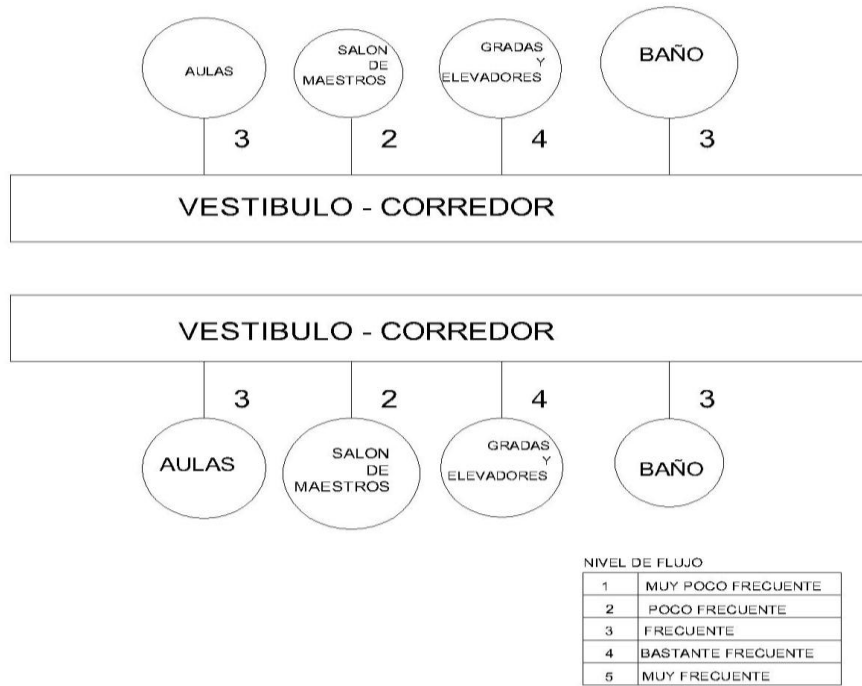 AULAS
SALON
DE
MAESTROS
GRADAS
Y
ELEVADORES
BAÑO
3
2
4
3
VESTIBULO - CORREDOR
VESTIBULO - CORREDOR
3
2
4
3
AULAS
SALON
DE
MAESTROS
GRADAS
Y
ELEVADORES
BAÑO
NIVEL DE FLUJO
1 MUY POCO FRECUENTE
2 POCO FRECUENTE
3 FRECUENTE
4 BASTANTE FRECUENTE
5 MUY FRECUENTE